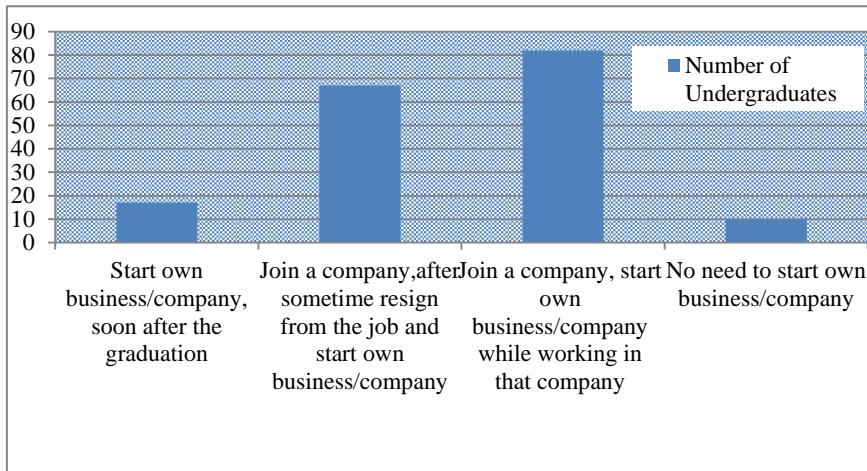 90
80
70
60
50
40
30
20
10
0
Number of
Undergraduates
Start own
business/company,
soon after the
graduation
Join a company,after
sometime resign
from the job and
start own
business/company
Join a company, start
own
business/company
while working in
that company
No need to start own
business/company